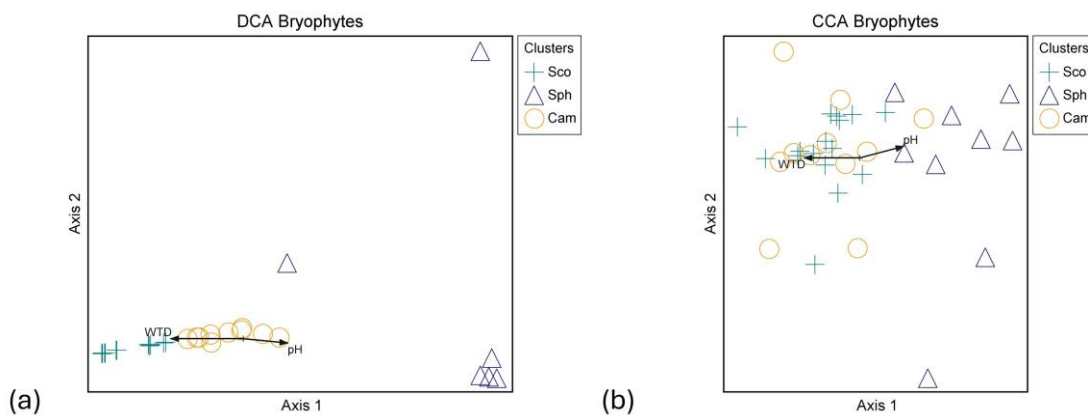 DCA Bryophytes
Clusters
Sco
Sph
Cam
WTD
pH
Axis 2
Axis 1
(a)
CCA Bryophytes
Clusters
Sco
Sph
Cam
pH
WTD
Axis 2
Axis 1
(b)